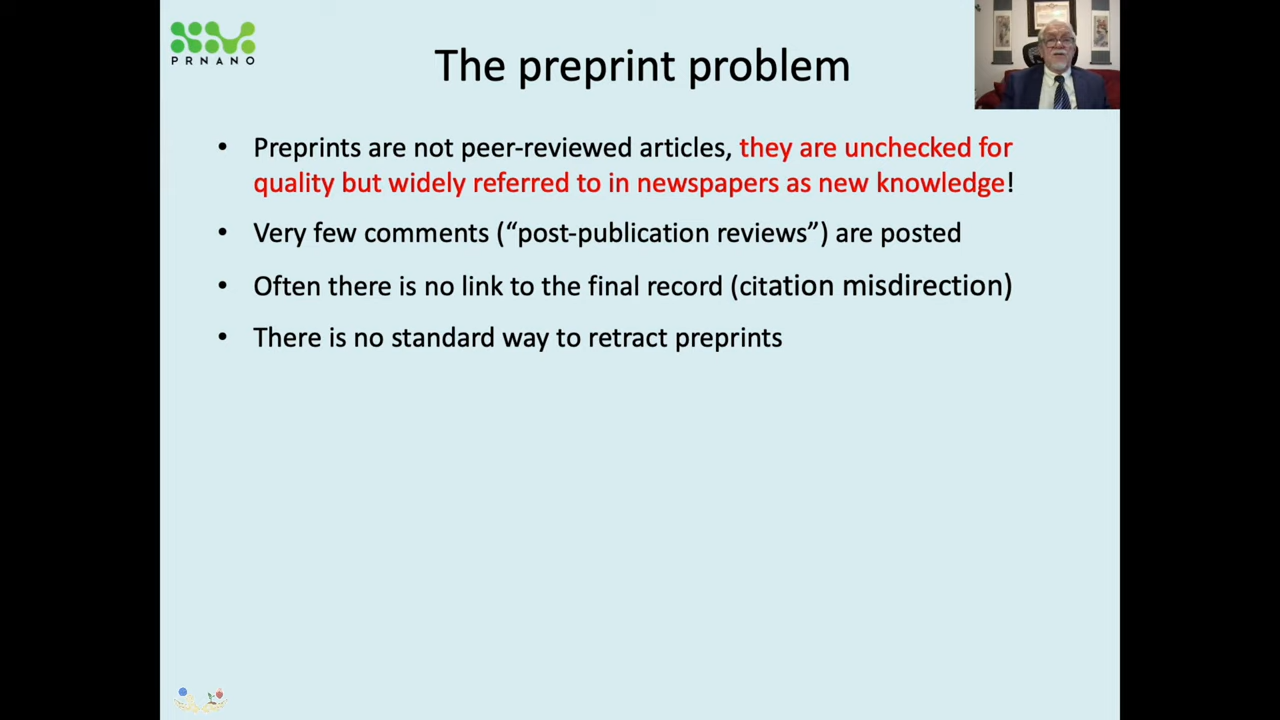 PRNANO
The preprint problem
• Preprints are not peer-reviewed articles, they are unchecked for
quality but widely referred to in newspapers as new knowledge!
• Very few comments (“post-publication reviews”) are posted
• Often there is no link to the final record (citation misdirection)
• There is no standard way to retract preprints